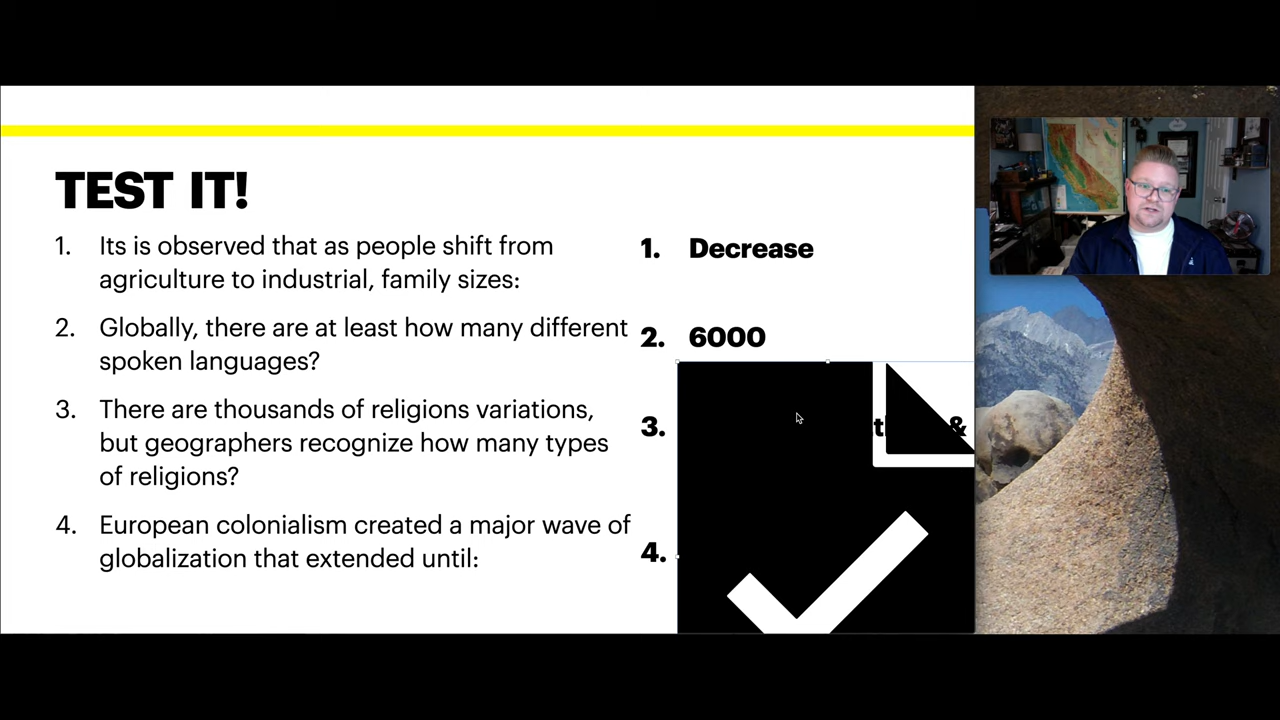 TEST IT!
1. Its is observed that as people shift from
agriculture to industrial, family sizes:
2. Globally, there are at least how many different
spoken languages?
3. There are thousands of religions variations,
but geographers recognize how many types
of religions?
4. European colonialism created a major wave of
globalization that extended until:
1. Decrease
2. 6000
3. &
4.